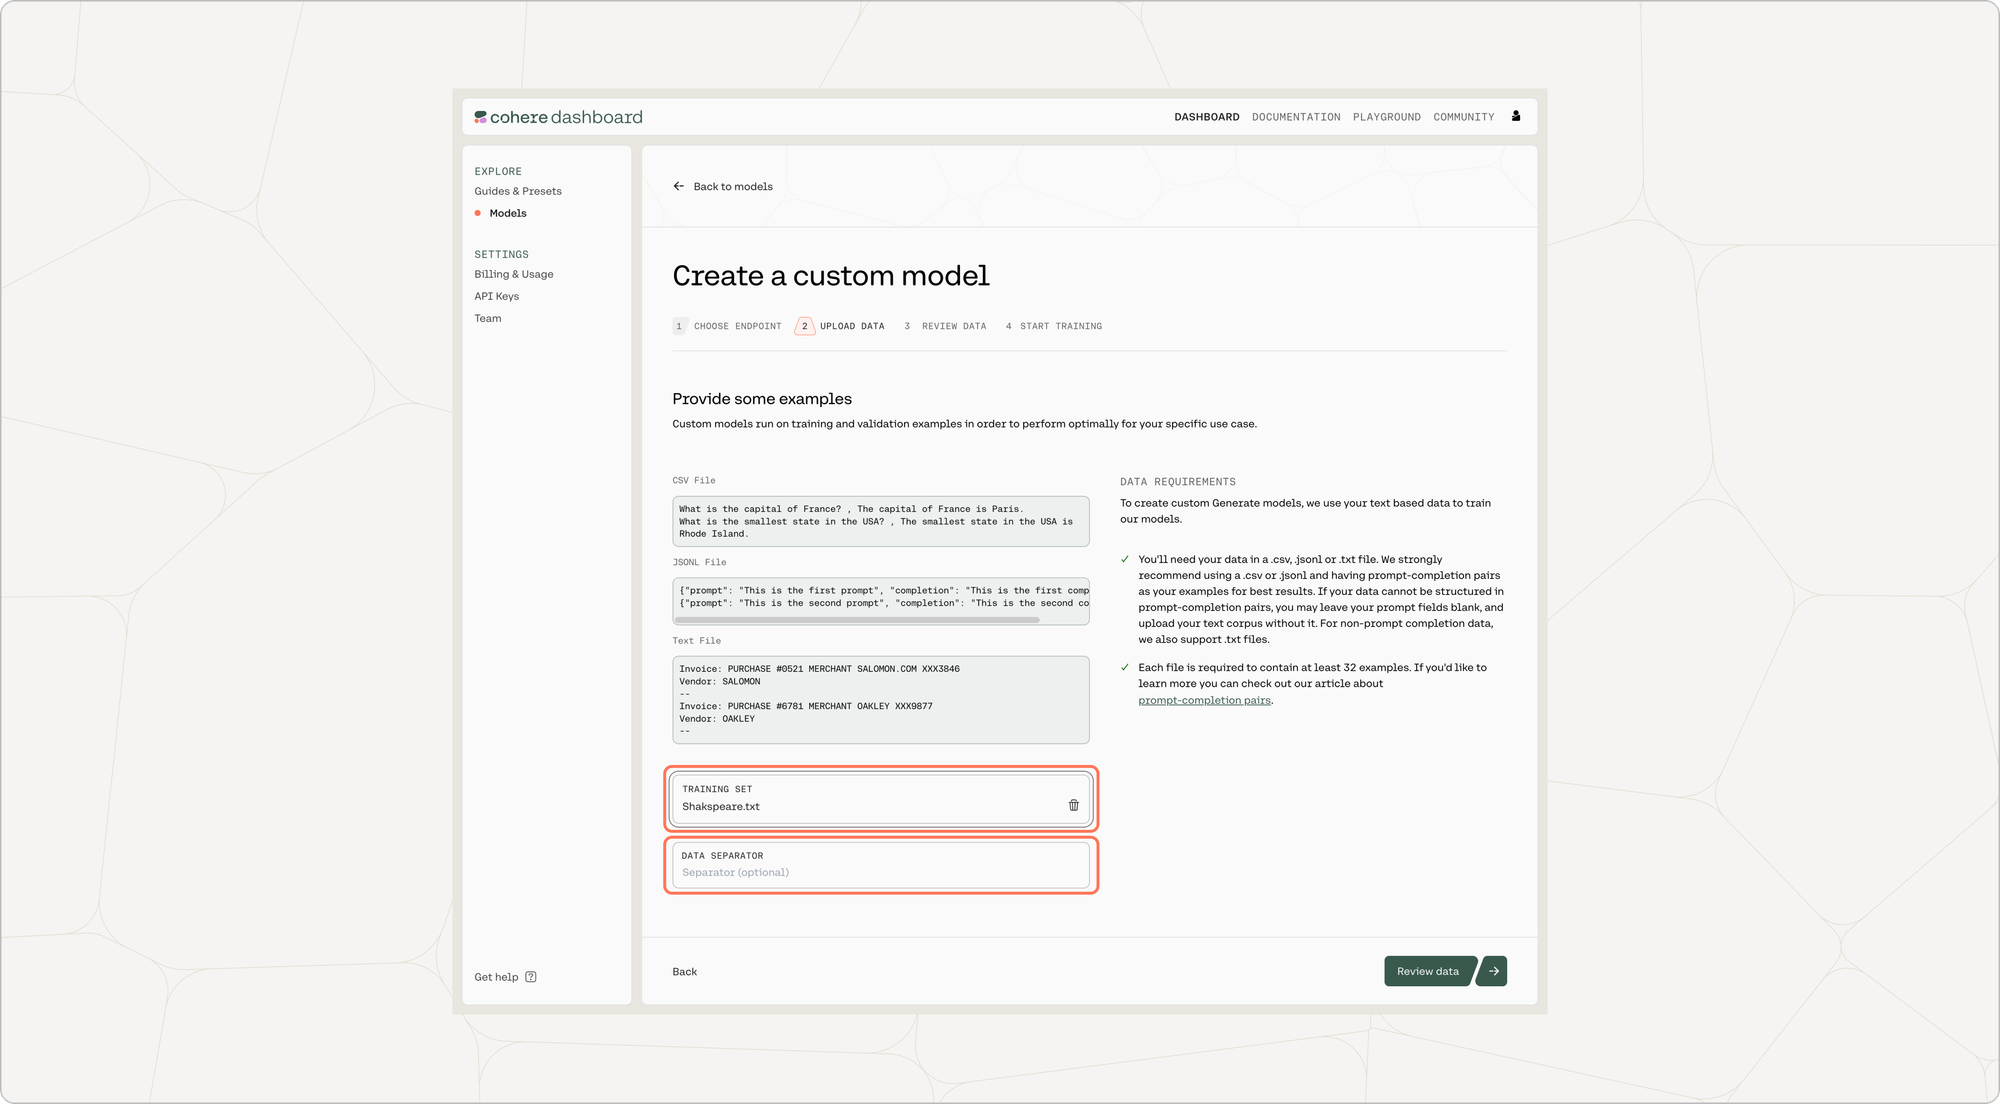 cohere dashboard
DASHBOARD DOCUMENTATION PLAYGROUND COMMUNITY
EXPLORE
Guides & Presets
Models
SETTINGS
Billing & Usage
API Keys
Team
Get help ?
← Back to models
Create a custom model
1 CHOOSE ENDPOINT 2 UPLOAD DATA 3 REVIEW DATA 4 START TRAINING
Provide some examples
Custom models run on training and validation examples in order to perform optimally for your specific use case.
CSV File
What is the capital of France? , The capital of France is Paris.
What is the smallest state in the USA? , The smallest state in the USA is
Rhode Island.
JSONL File
{"prompt": "This is the first prompt", "completion": "This is the first comp
{"prompt": "This is the second prompt", "completion": "This is the second co
Text File
Invoice: PURCHASE #0521 MERCHANT SALOMON.COM XXX3846
Vendor: SALOMON
--
Invoice: PURCHASE #6781 MERCHANT OAKLEY XXX9877
Vendor: OAKLEY
--
TRAINING SET
Shakspeare.txt
DATA SEPARATOR
Separator (optional)
DATA REQUIREMENTS
To create custom Generate models, we use your text based data to train
our models.
You'll need your data in a .csv, .jsonl or .txt file. We strongly
recommend using a .csv or .jsonl and having prompt-completion pairs
as your examples for best results. If your data cannot be structured in
prompt-completion pairs, you may leave your prompt fields blank, and
upload your text corpus without it. For non-prompt completion data,
we also support .txt files.
Each file is required to contain at least 32 examples. If you'd like to
learn more you can check out our article about
prompt-completion pairs.
Back
Review data →